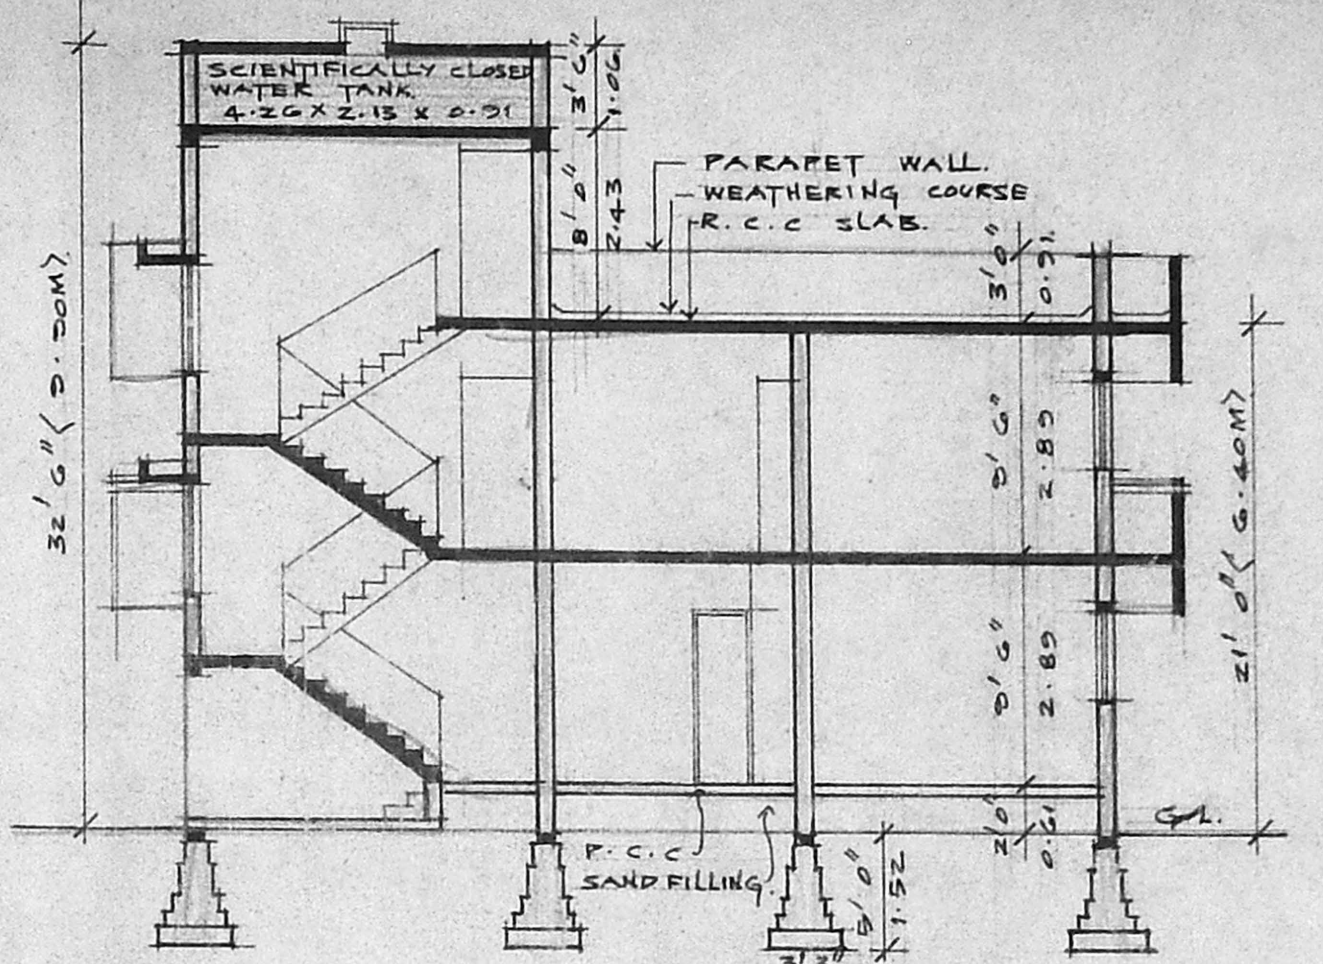 SCIENTIFICALLY CLOSED
WATER TANK.
4.26 X 2.13 X 0.91
3' 6"
1.06
8' 0"
2.43
PARAPET WALL.
WEATHERING COURSE
R.C.C SLAB.
3' 0"
0.91
32' 6" (9.90M)
9' 6"
2.89
21' 0" (6.40M)
9' 6"
2.89
2' 0"
0.61
G.L.
P.C.C
SAND FILLING.
5' 0"
1.52